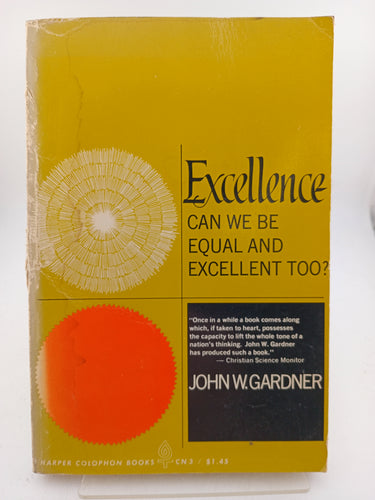 Excellence
CAN WE BE
EQUAL AND
EXCELLENT TOO?
"Once in a while a book comes along
which, if taken to heart, possesses
the capacity to lift the whole tone of a
nation's thinking. John W. Gardner
has produced such a book."
— Christian Science Monitor
JOHN W. GARDNER
HARPER COLOPHON BOOKS CN 3 / $1.45